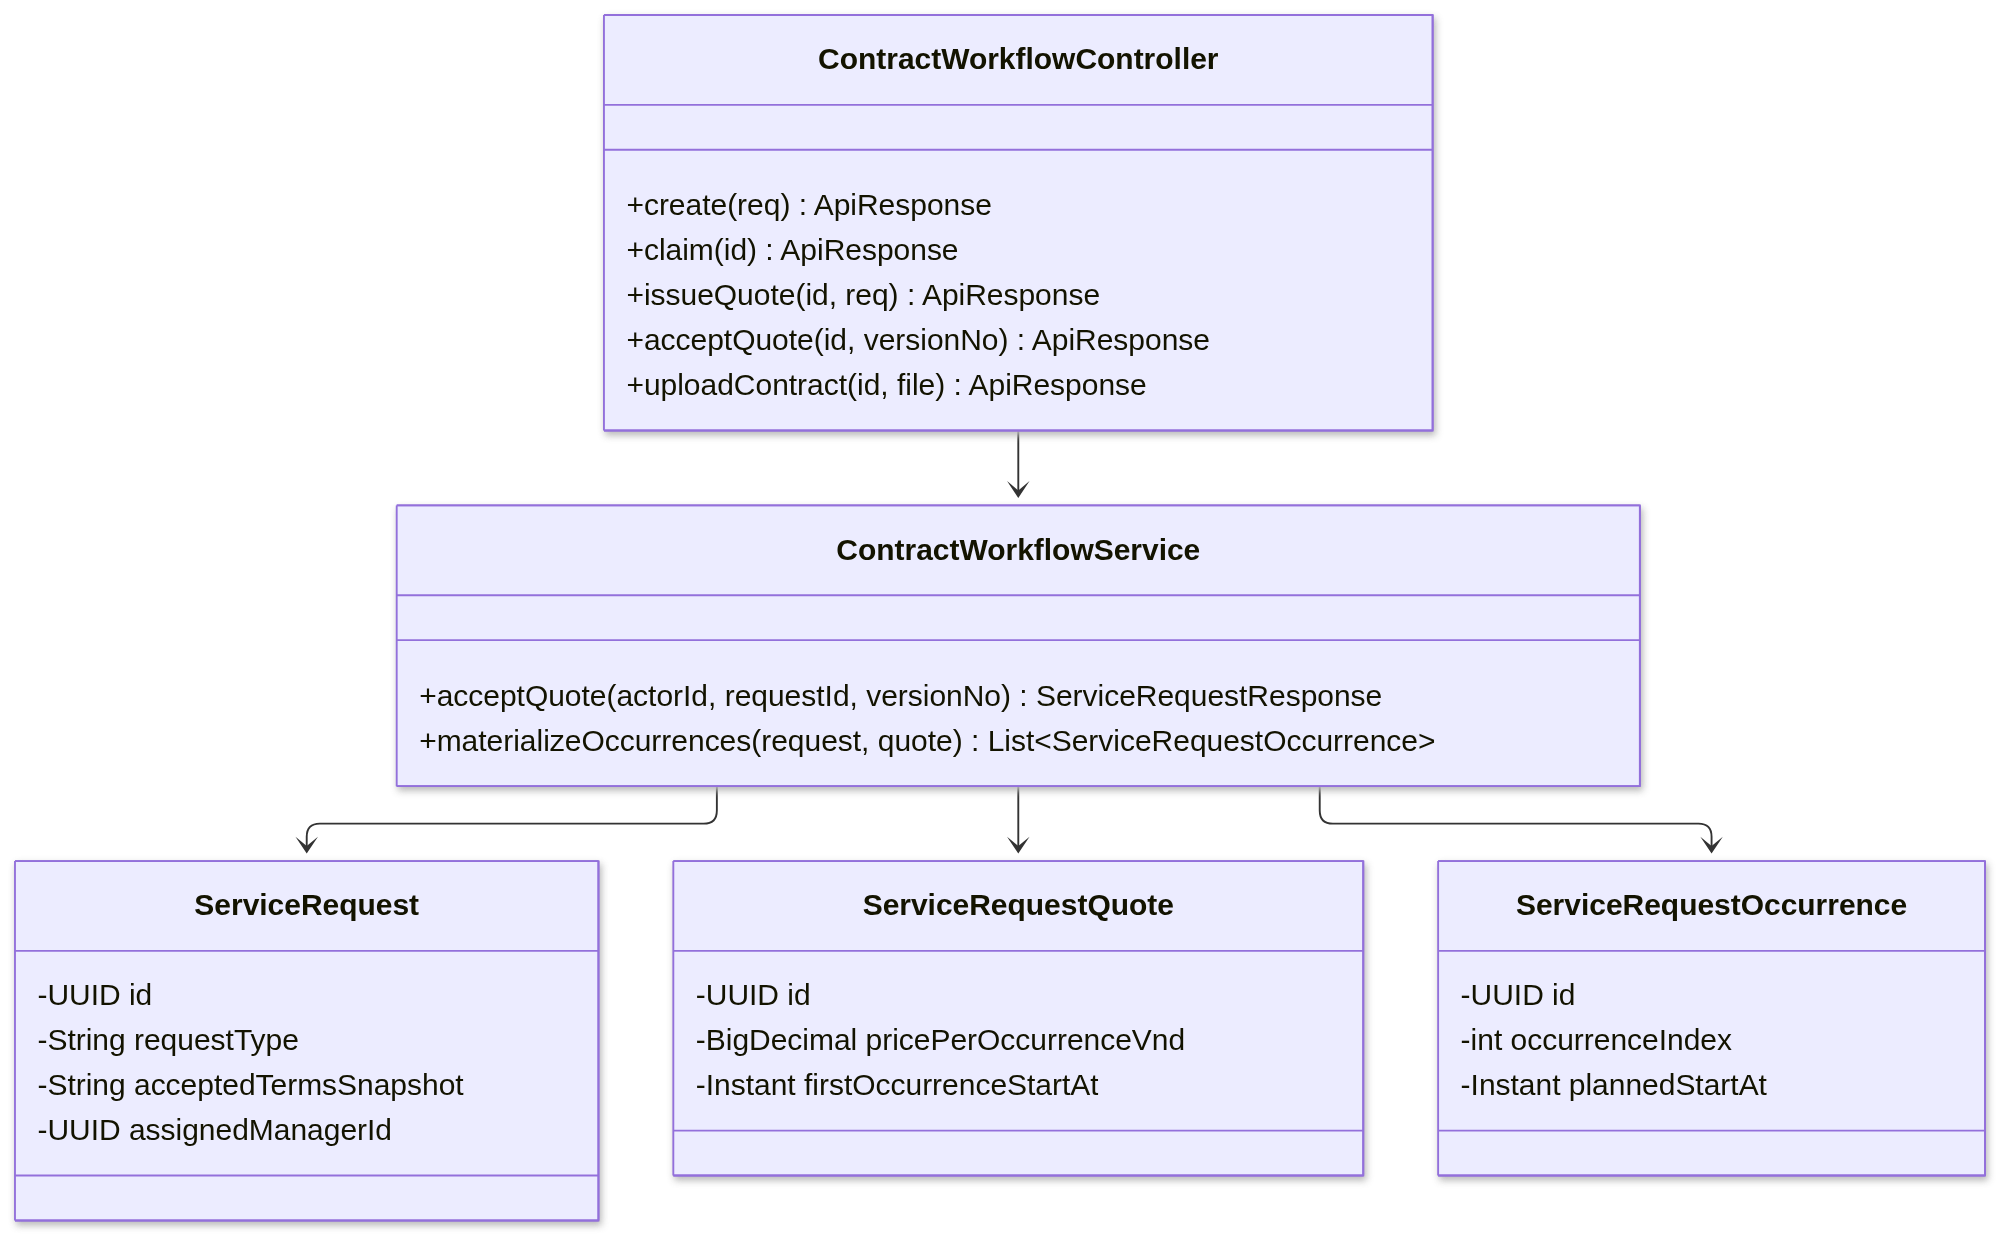 ContractWorkflowController
+create(req) : ApiResponse
+claim(id) : ApiResponse
+issueQuote(id, req) : ApiResponse
+acceptQuote(id, versionNo) : ApiResponse
+uploadContract(id, file) : ApiResponse
ContractWorkflowService
+acceptQuote(actorId, requestId, versionNo) : ServiceRequestResponse
+materializeOccurrences(request, quote) : List<ServiceRequestOccurrence>
ServiceRequest
-UUID id
-String requestType
-String acceptedTermsSnapshot
-UUID assignedManagerId
ServiceRequestQuote
-UUID id
-BigDecimal pricePerOccurrenceVnd
-Instant firstOccurrenceStartAt
ServiceRequestOccurrence
-UUID id
-int occurrenceIndex
-Instant plannedStartAt